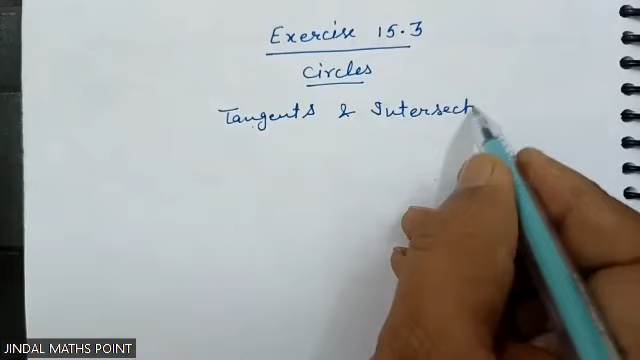 Exercise 15.3
Circles
Tangents & Intersect
JINDAL MATHS POINT